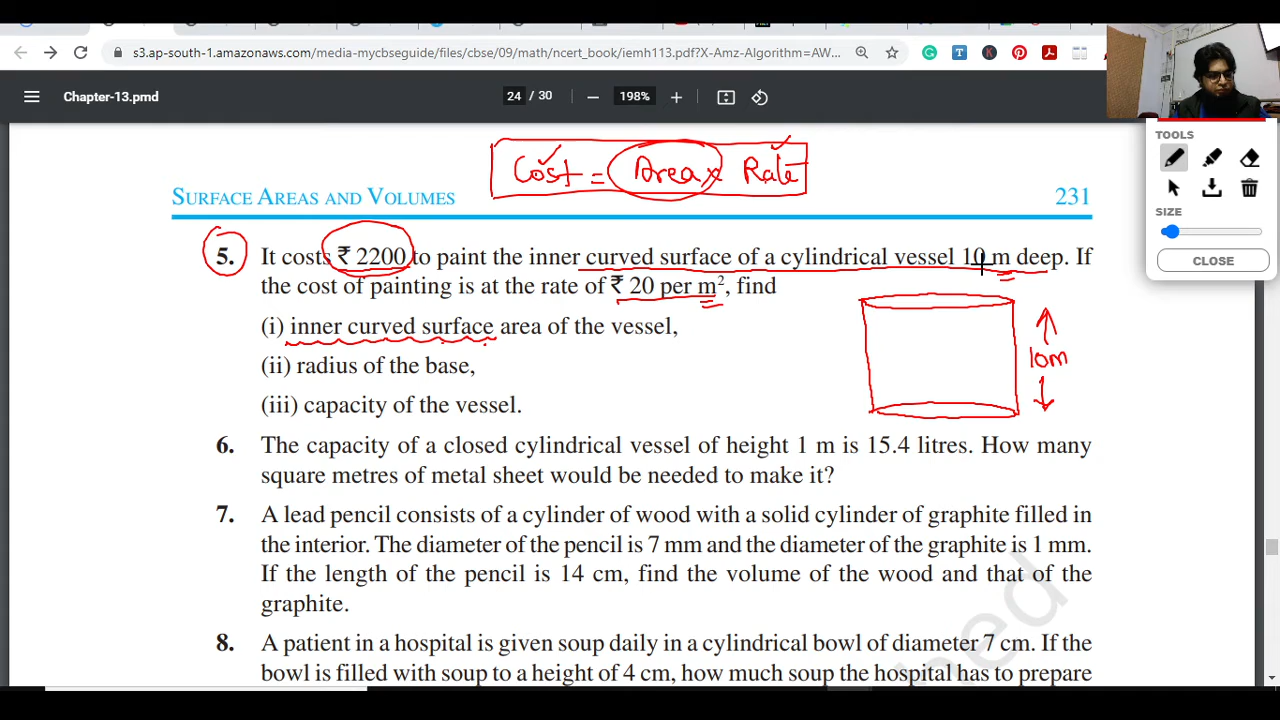 s3.ap-south-1.amazonaws.com/media-mycbseguide/files/cbse/09/math/ncert_book/iemh113.pdf?X-Amz-Algorithm=AW...
Chapter-13.pmd
24 / 30
198%
TOOLS
SIZE
CLOSE
Cost = Area x Rate
SURFACE AREAS AND VOLUMES
231
5. It costs ₹ 2200 to paint the inner curved surface of a cylindrical vessel 10 m deep. If
the cost of painting is at the rate of ₹ 20 per m², find
(i) inner curved surface area of the vessel,
(ii) radius of the base,
(iii) capacity of the vessel.
10m
6. The capacity of a closed cylindrical vessel of height 1 m is 15.4 litres. How many
square metres of metal sheet would be needed to make it?
7. A lead pencil consists of a cylinder of wood with a solid cylinder of graphite filled in
the interior. The diameter of the pencil is 7 mm and the diameter of the graphite is 1 mm.
If the length of the pencil is 14 cm, find the volume of the wood and that of the
graphite.
8. A patient in a hospital is given soup daily in a cylindrical bowl of diameter 7 cm. If the
bowl is filled with soup to a height of 4 cm, how much soup the hospital has to prepare